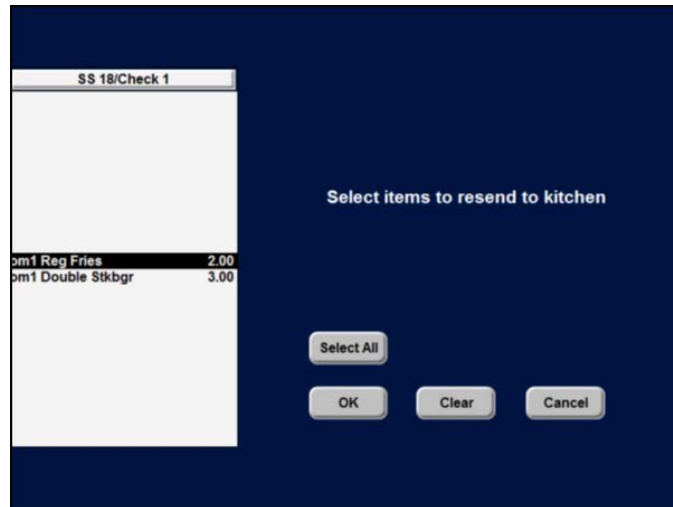 SS 18/Check 1
Select items to resend to kitchen
om1 Reg Fries 2.00
om1 Double Stkbgr 3.00
Select All
OK Clear Cancel